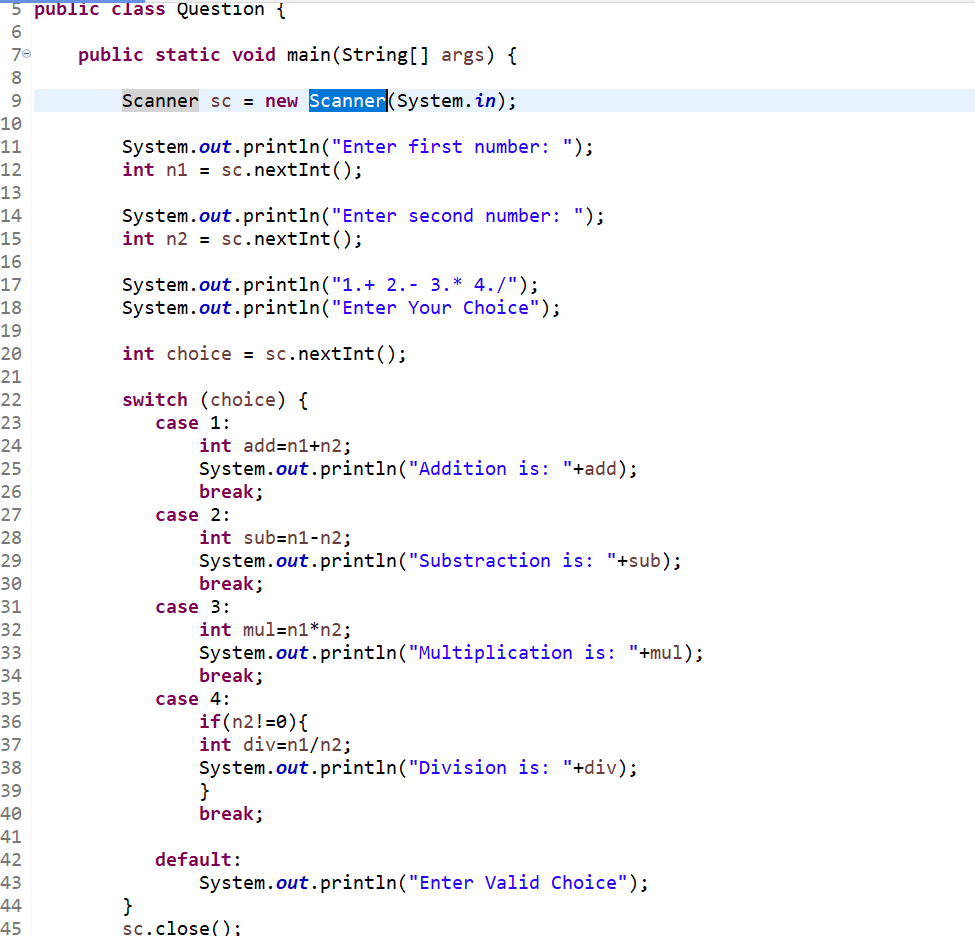 5 public class Question {
6
7 public static void main(String[] args) {
8
9 Scanner sc = new Scanner(System.in);
10
11 System.out.println("Enter first number: ");
12 int n1 = sc.nextInt();
13
14 System.out.println("Enter second number: ");
15 int n2 = sc.nextInt();
16
17 System.out.println("1.+ 2.- 3.* 4./");
18 System.out.println("Enter Your Choice");
19
20 int choice = sc.nextInt();
21
22 switch (choice) {
23 case 1:
24 int add=n1+n2;
25 System.out.println("Addition is: "+add);
26 break;
27 case 2:
28 int sub=n1-n2;
29 System.out.println("Substraction is: "+sub);
30 break;
31 case 3:
32 int mul=n1*n2;
33 System.out.println("Multiplication is: "+mul);
34 break;
35 case 4:
36 if(n2!=0){
37 int div=n1/n2;
38 System.out.println("Division is: "+div);
39 }
40 break;
41
42 default:
43 System.out.println("Enter Valid Choice");
44 }
45 sc.close();